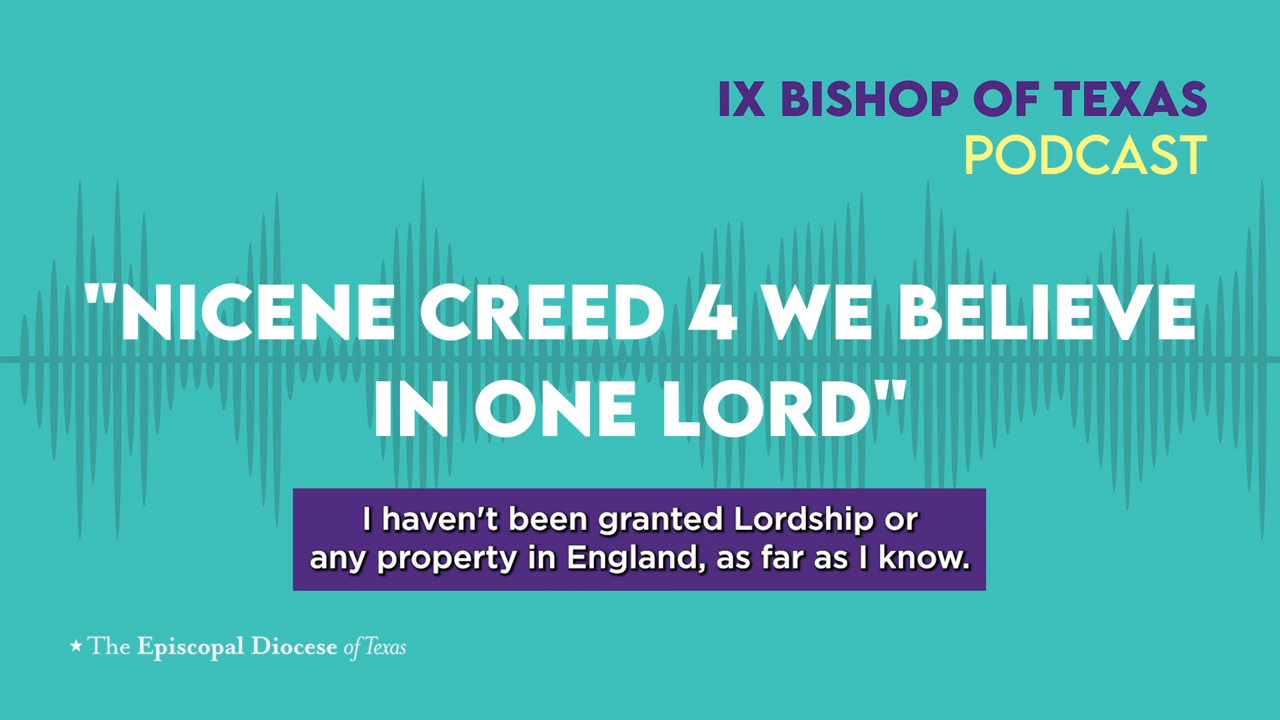 IX BISHOP OF TEXAS
PODCAST
"NICENE CREED 4 WE BELIEVE
IN ONE LORD"
I haven't been granted Lordship or
any property in England, as far as I know.
The Episcopal Diocese of Texas